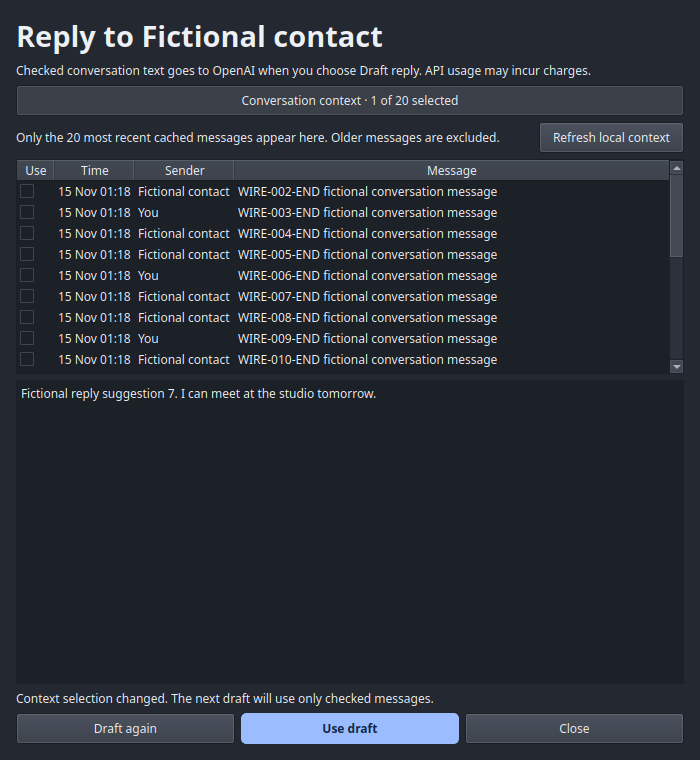 Reply to Fictional contact
Checked conversation text goes to OpenAI when you choose Draft reply. API usage may incur charges.
Conversation context · 1 of 20 selected
Only the 20 most recent cached messages appear here. Older messages are excluded.
Refresh local context
Use Time Sender Message
15 Nov 01:18 Fictional contact WIRE-002-END fictional conversation message
15 Nov 01:18 You WIRE-003-END fictional conversation message
15 Nov 01:18 Fictional contact WIRE-004-END fictional conversation message
15 Nov 01:18 Fictional contact WIRE-005-END fictional conversation message
15 Nov 01:18 You WIRE-006-END fictional conversation message
15 Nov 01:18 Fictional contact WIRE-007-END fictional conversation message
15 Nov 01:18 Fictional contact WIRE-008-END fictional conversation message
15 Nov 01:18 You WIRE-009-END fictional conversation message
15 Nov 01:18 Fictional contact WIRE-010-END fictional conversation message
Fictional reply suggestion 7. I can meet at the studio tomorrow.
Context selection changed. The next draft will use only checked messages.
Draft again Use draft Close